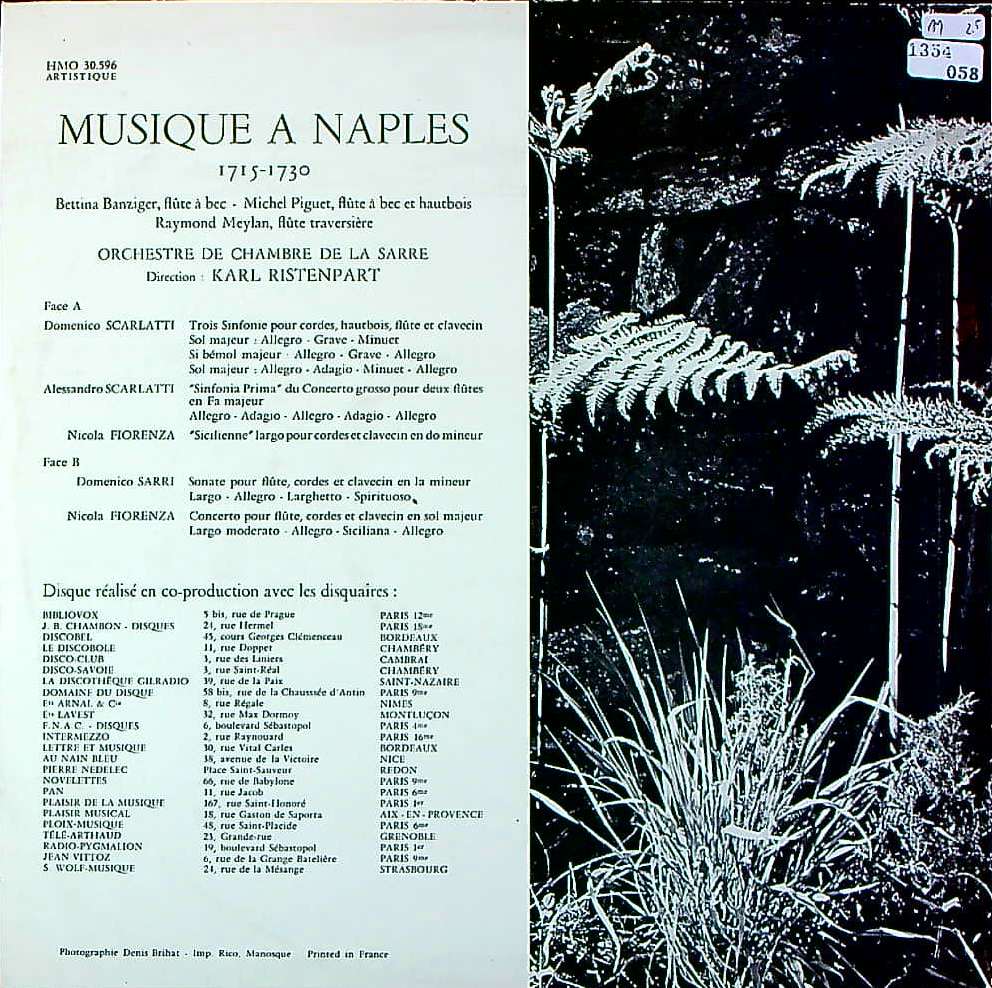 HMO 30.596
ARTISTIQUE
MUSIQUE A NAPLES
1715-1730
Bettina Banziger, flûte à bec - Michel Piguet, flûte à bec et hautbois
Raymond Meylan, flûte traversière
ORCHESTRE DE CHAMBRE DE LA SARRE
Direction : KARL RISTENPART
Face A
Domenico SCARLATTI Trois Sinfonie pour cordes, hautbois, flûte et clavecin
Sol majeur : Allegro - Grave - Minuet
Si bémol majeur - Allegro - Grave - Allegro
Sol majeur : Allegro - Adagio - Minuet - Allegro
Alessandro SCARLATTI "Sinfonia Prima" du Concerto grosso pour deux flûtes
en Fa majeur
Allegro - Adagio - Allegro - Adagio - Allegro
Nicola FIORENZA "Sicilienne" largo pour cordes et clavecin en do mineur
Face B
Domenico SARRI Sonate pour flûte, cordes et clavecin en la mineur
Largo - Allegro - Larghetto - Spirituoso
Nicola FIORENZA Concerto pour flûte, cordes et clavecin en sol majeur
Largo moderato - Allegro - Siciliana - Allegro
Disque réalisé en co-production avec les disquaires :
BIBLIOVOX 5 bis, rue de Prague PARIS 12me
J. B. CHAMBON - DISQUES 21, rue Hermel PARIS 18me
DISCOBEL 45, cours Georges Clémenceau BORDEAUX
LE DISCOBOLE 11, rue Doppet CHAMBÉRY
DISCO-CLUB 3, rue des Liniers CAMBRAI
DISCO-SAVOIE 3, rue Saint-Réal CHAMBÉRY
LA DISCOTHÈQUE GILRADIO 39, rue de la Paix SAINT-NAZAIRE
DOMAINE DU DISQUE 58 bis, rue de la Chausssée d'Antin PARIS 9me
Ets ARNAL & Cie 8, rue Régale NIMES
Ets LAVEST 32, rue Max Dormoy MONTLUÇON
F.N.A.C. - DISQUES 6, boulevard Sébastopol PARIS 4me
INTERMEZZO 2, rue Raynouard PARIS 16me
LETTRE ET MUSIQUE 30, rue Vital Carles BORDEAUX
AU NAIN BLEU 38, avenue de la Victoire NICE
PIERRE NEDELEC Place Saint-Sauveur REDON
NOVELETTES 66, rue de Babylone PARIS 9me
PAN 11, rue Jacob PARIS 6me
PLAISIR DE LA MUSIQUE 167, rue Saint-Honoré PARIS 1er
PLAISIR MUSICAL 18, rue Gaston de Saporta AIX - EN - PROVENCE
PLOIX-MUSIQUE 48, rue Saint-Placide PARIS 6me
TÉLÉ-ARTHAUD 23, Grande-rue GRENOBLE
RADIO-PYGMALION 19, boulevard Sébastopol PARIS 1er
JEAN VITTOZ 6, rue de la Grange Batelière PARIS 9me
S. WOLF-MUSIQUE 24, rue de la Mésange STRASBOURG
Photographie Denis Brihat - Imp. Rico, Manosque Printed in France
1354
058